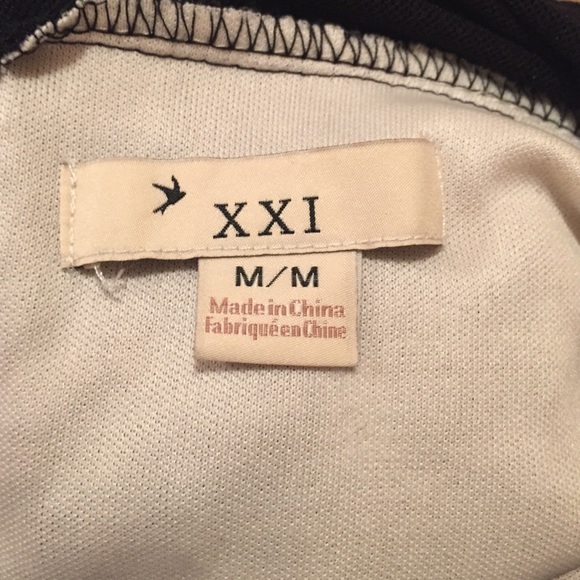 XXI
M/M
Made in China
Fabriqué en Chine